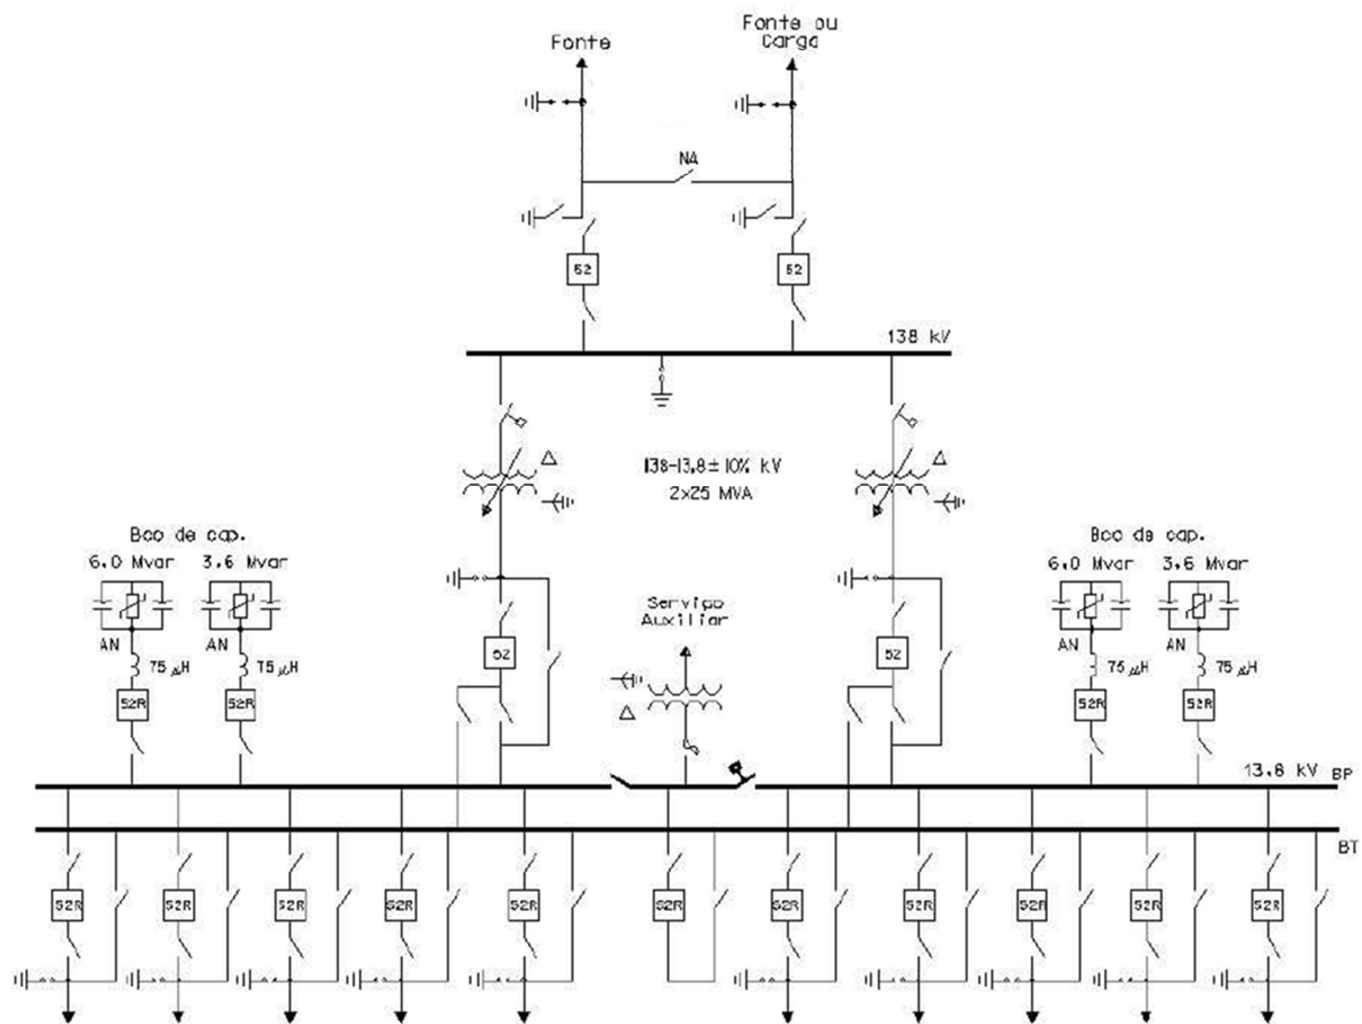 Fonte
Fonte ou
Carga
NA
52
52
138 kV
138-13.8±10% kV
2x25 MVA
Bco de cap.
6.0 Mvar
3.6 Mvar
Bco de cap.
6.0 Mvar
3.6 Mvar
Serviço
Auxiliar
AN
75 µH
AN
75 µH
52
52
AN
75 µH
AN
75 µH
52R
52R
52R
52R
13.8 kV
BP
BT
52R
52R
52R
52R
52R
52R
52R
52R
52R
52R
52R